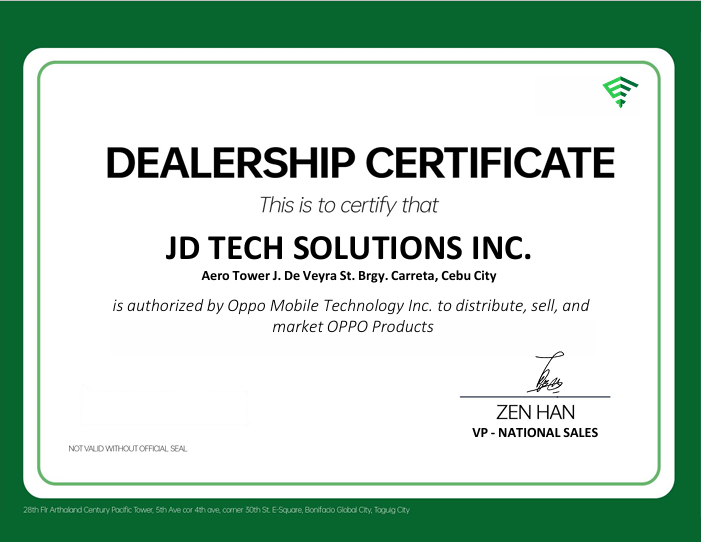 DEALERSHIP CERTIFICATE
This is to certify that
JD TECH SOLUTIONS INC.
Aero Tower J. De Veyra St. Brgy. Carreta, Cebu City
is authorized by Oppo Mobile Technology Inc. to distribute, sell, and
market OPPO Products
ZEN HAN
VP - NATIONAL SALES
NOT VALID WITHOUT OFFICIAL SEAL
28th Flr Arthaland Century Pacific Tower, 5th Ave cor 4th ave, corner 30th St. E-Square, Bonifacio Global City, Taguig City